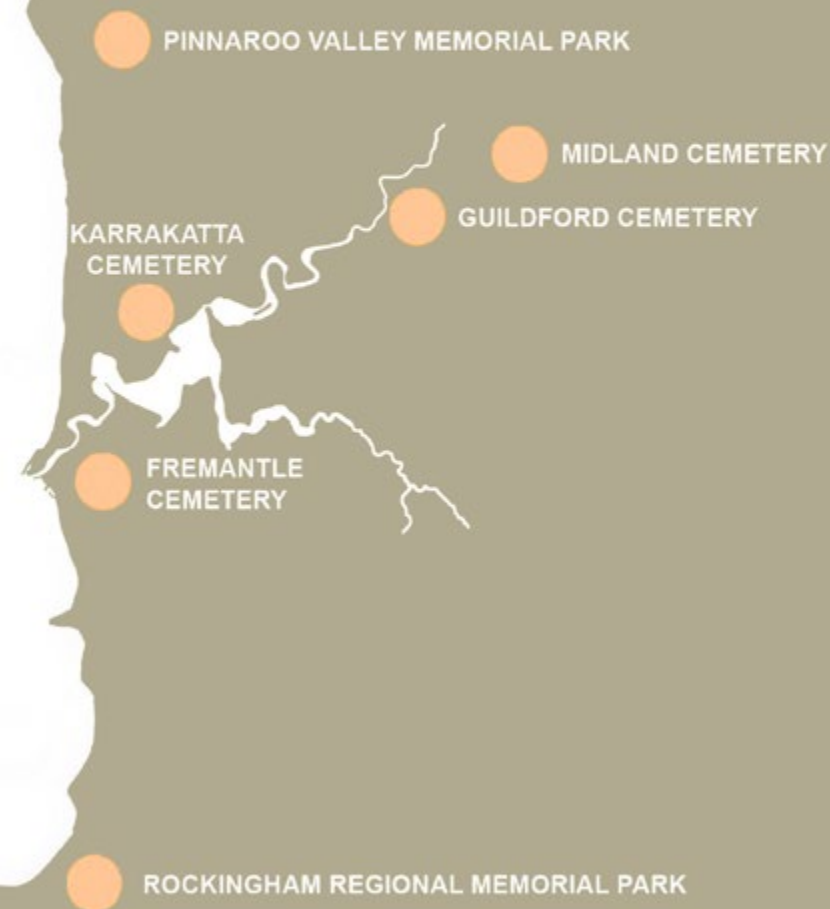 PINNAROO VALLEY MEMORIAL PARK
MIDLAND CEMETERY
GUILDFORD CEMETERY
KARRAKATTA
CEMETERY
FREMANTLE
CEMETERY
ROCKINGHAM REGIONAL MEMORIAL PARK